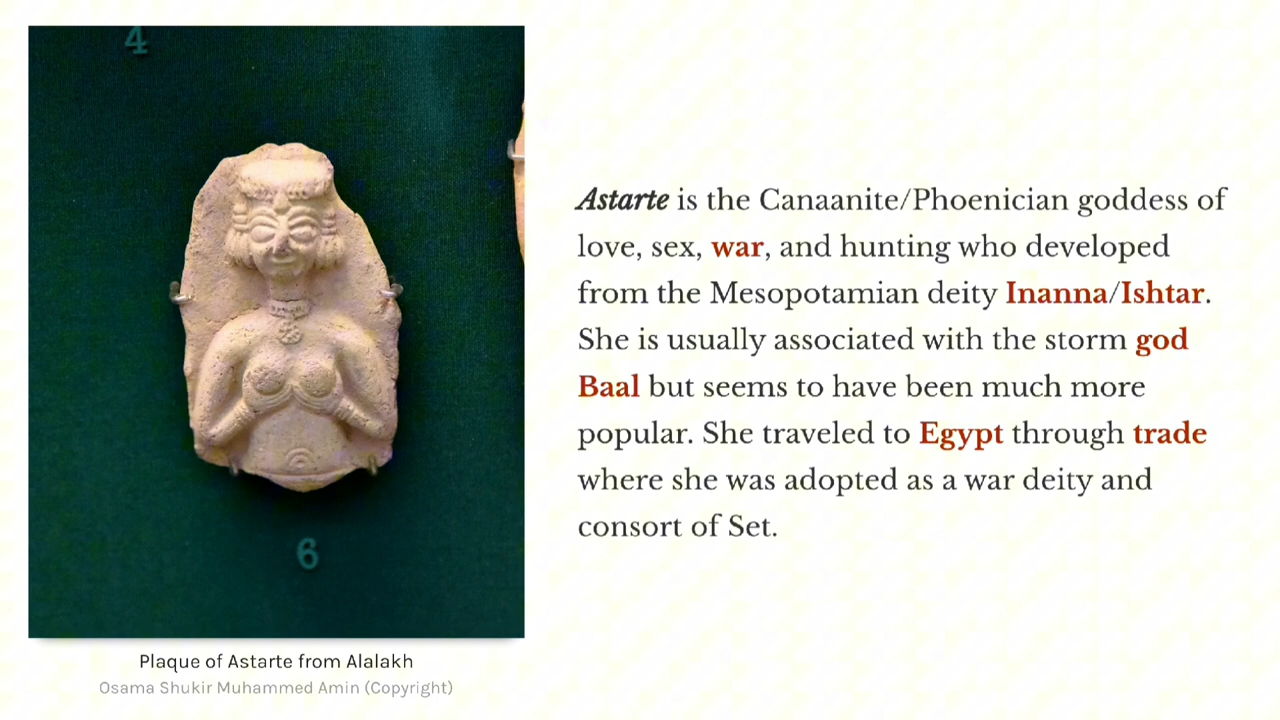 4
6
Plaque of Astarte from Alalakh
Osama Shukir Muhammed Amin (Copyright)
Astarte is the Canaanite/Phoenician goddess of
love, sex, war, and hunting who developed
from the Mesopotamian deity Inanna/Ishtar.
She is usually associated with the storm god
Baal but seems to have been much more
popular. She traveled to Egypt through trade
where she was adopted as a war deity and
consort of Set.